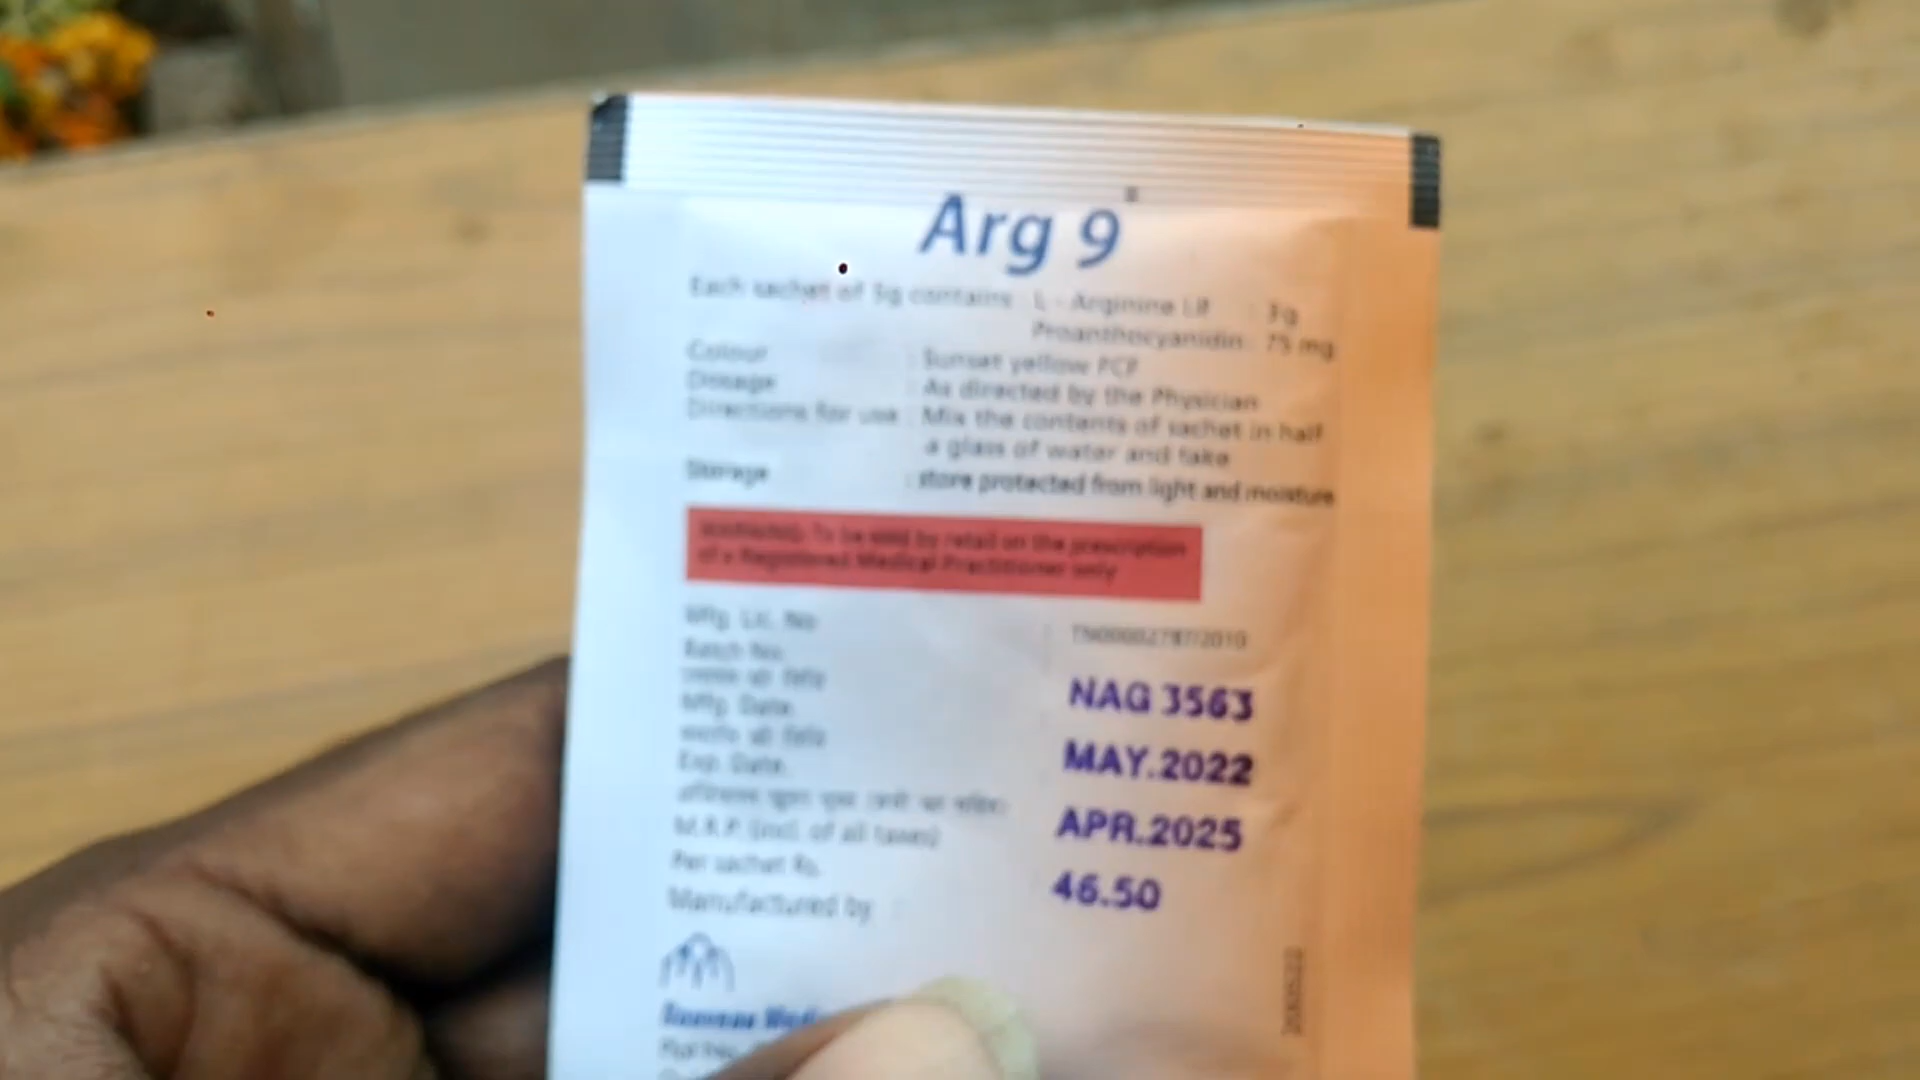 Arg 9
Each sachet of 5g contains : L - Arginine I.P. : 3g
Proanthocyanidin : 75 mg
Colour : Sunset yellow FCF
Dosage : As directed by the Physician
Directions for use : Mix the contents of sachet in half
a glass of water and take
Storage : store protected from light and moisture
WARNING: To be sold by retail on the prescription
of a Registered Medical Practitioner only
Mfg. Lic. No :
Batch No. NAG 3563
Mfg. Date. MAY.2022
Exp. Date. APR.2025
M.R.P. (incl. of all taxes)
Per sachet Rs. 46.50
Manufactured by :